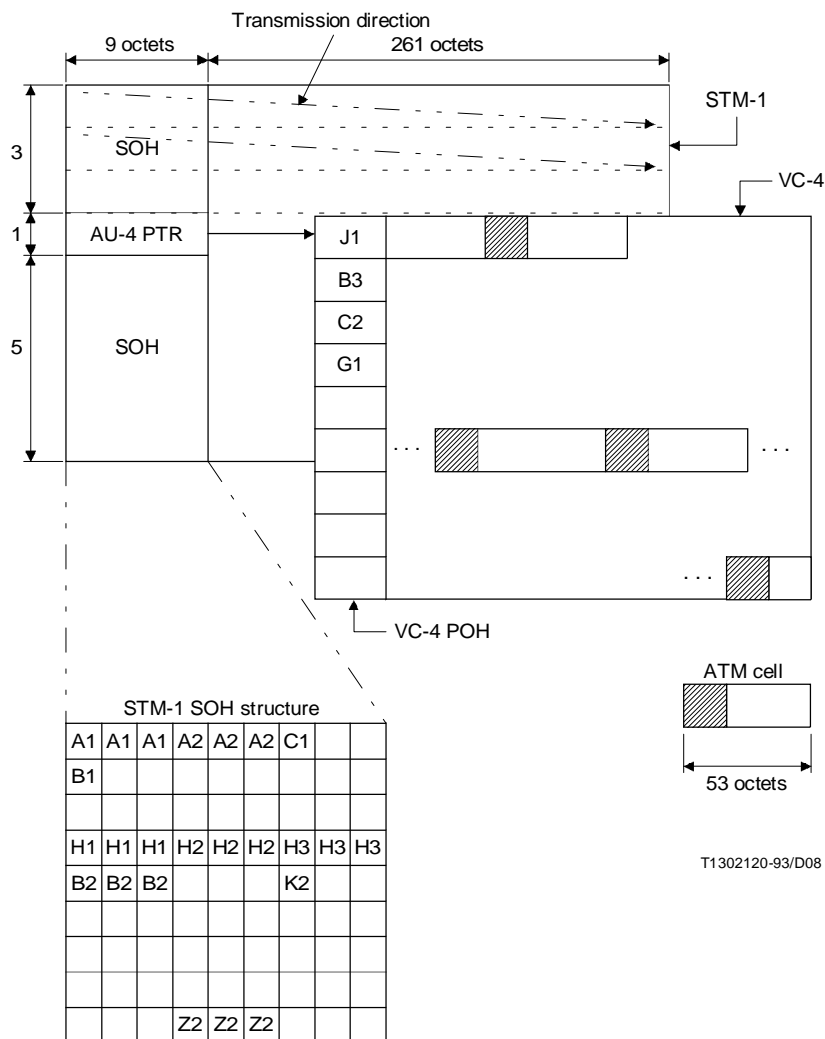 Transmission direction
9 octets 261 octets
STM-1
3
SOH
VC-4
1
AU-4 PTR
J1
B3
C2
5
SOH
G1
. . . . . .
. . .
VC-4 POH
ATM cell
STM-1 SOH structure
A1 A1 A1 A2 A2 A2 C1
B1
53 octets
H1 H1 H1 H2 H2 H2 H3 H3 H3
T1302120-93/D08
B2 B2 B2 K2
Z2 Z2 Z2